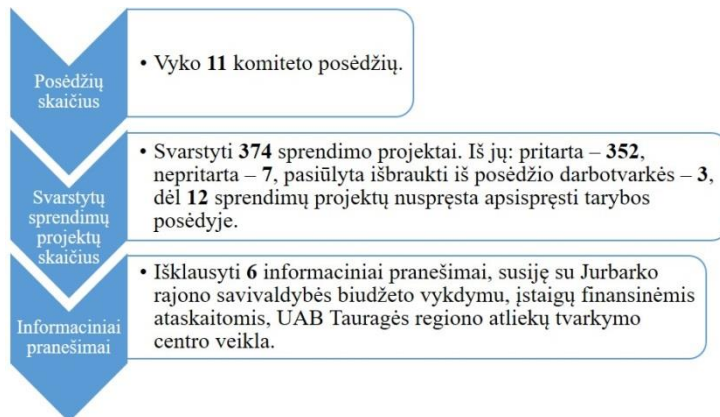 Posėdžių
skaičius
• Vyko 11 komiteto posėdžių.
Svarstytų
sprendimų
projektų
skaičius
• Svarstyti 374 sprendimo projektai. Iš jų: pritarta – 352,
nepritarta – 7, pasiūlyta išbraukti iš posėdžio darbotvarkės – 3,
dėl 12 sprendimų projektų nuspręsta apsispręsti tarybos
posėdyje.
Informaciniai
pranešimai
• Išklausyti 6 informaciniai pranešimai, susiję su Jurbarko
rajono savivaldybės biudžeto vykdymu, įstaigų finansinėmis
ataskaitomis, UAB Tauragės regiono atliekų tvarkymo
centro veikla.